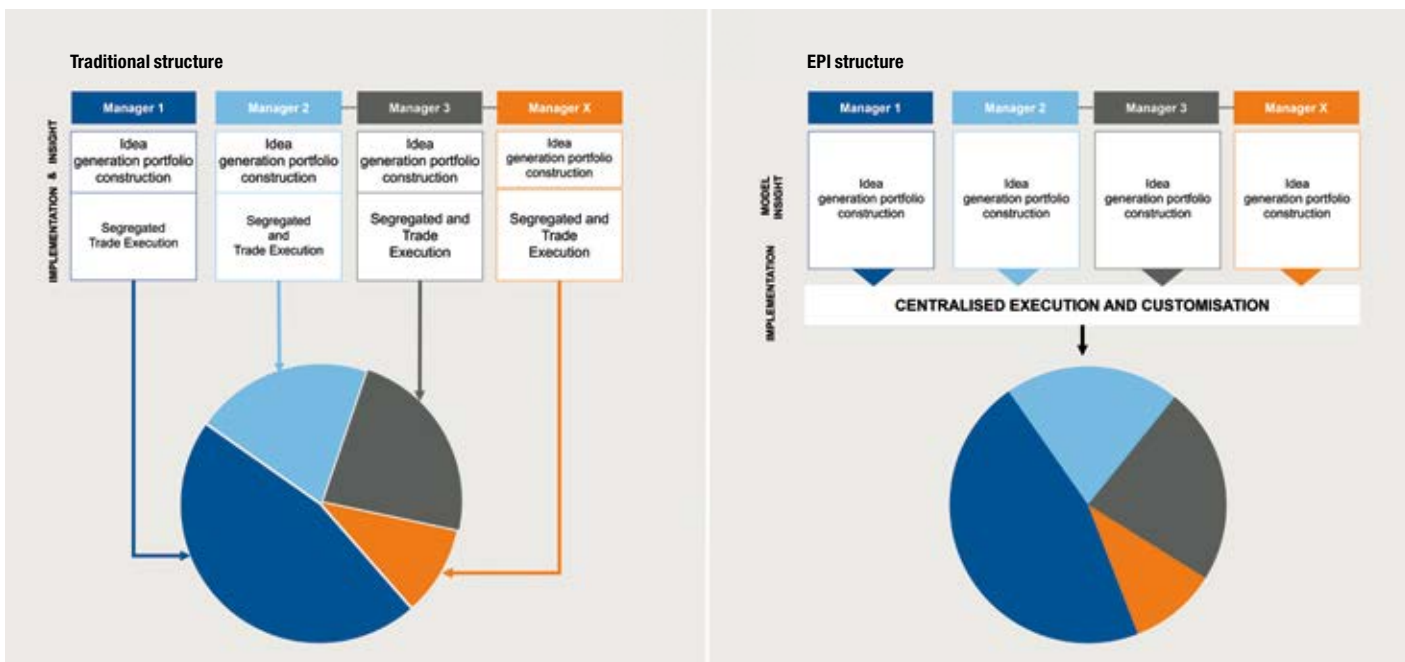 Traditional structure
Manager 1
Manager 2
Manager 3
Manager X
IMPLEMENTATION & INSIGHT
Idea
generation portfolio
construction
Idea
generation portfolio
construction
Idea
generation portfolio
construction
Idea
generation portfolio
construction
Segregated
Trade Execution
Segregated
and
Trade Execution
Segregated and
Trade
Execution
Segregated and
Trade
Execution
EPI structure
Manager 1
Manager 2
Manager 3
Manager X
MODEL
INSIGHT
Idea
generation portfolio
construction
Idea
generation portfolio
construction
Idea
generation portfolio
construction
Idea
generation portfolio
construction
IMPLEMENTATION
CENTRALISED EXECUTION AND CUSTOMISATION